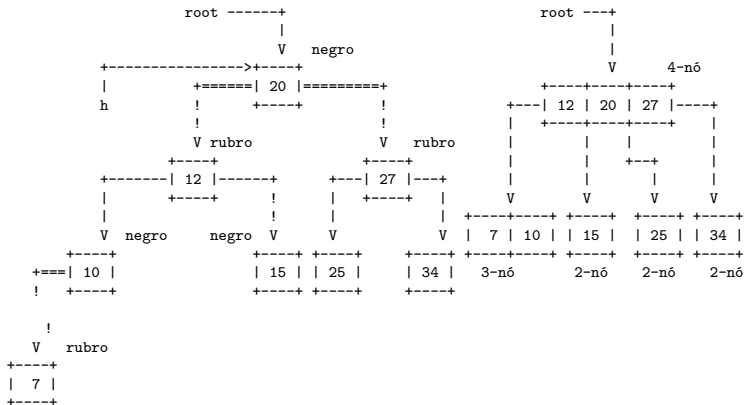 root ------+ root ---+
| |
V negro |
+---------------->+----+ V 4-nó
| +======| 20 |=========+ +----+----+----+
h ! +----+ ! +---| 12 | 20 | 27 |----+
! ! | +----+----+----+ |
V rubro V rubro | | | |
+----+ +----+ | | +--+ |
+-------| 12 |------+ +---| 27 |---+ | | | |
| +----+ ! | +----+ | V V V V
| ! | | +----+----+ +----+ +----+ +----+
V negro negro V V V | 7 | 10 | | 15 | | 25 | | 34 |
+----+ +----+ +----+ +----+ +----+----+ +----+ +----+ +----+
+===| 10 | | 15 | | 25 | | 34 | 3-nó 2-nó 2-nó 2-nó
! +----+ +----+ +----+ +----+
!
V rubro
+----+
| 7 |
+----+